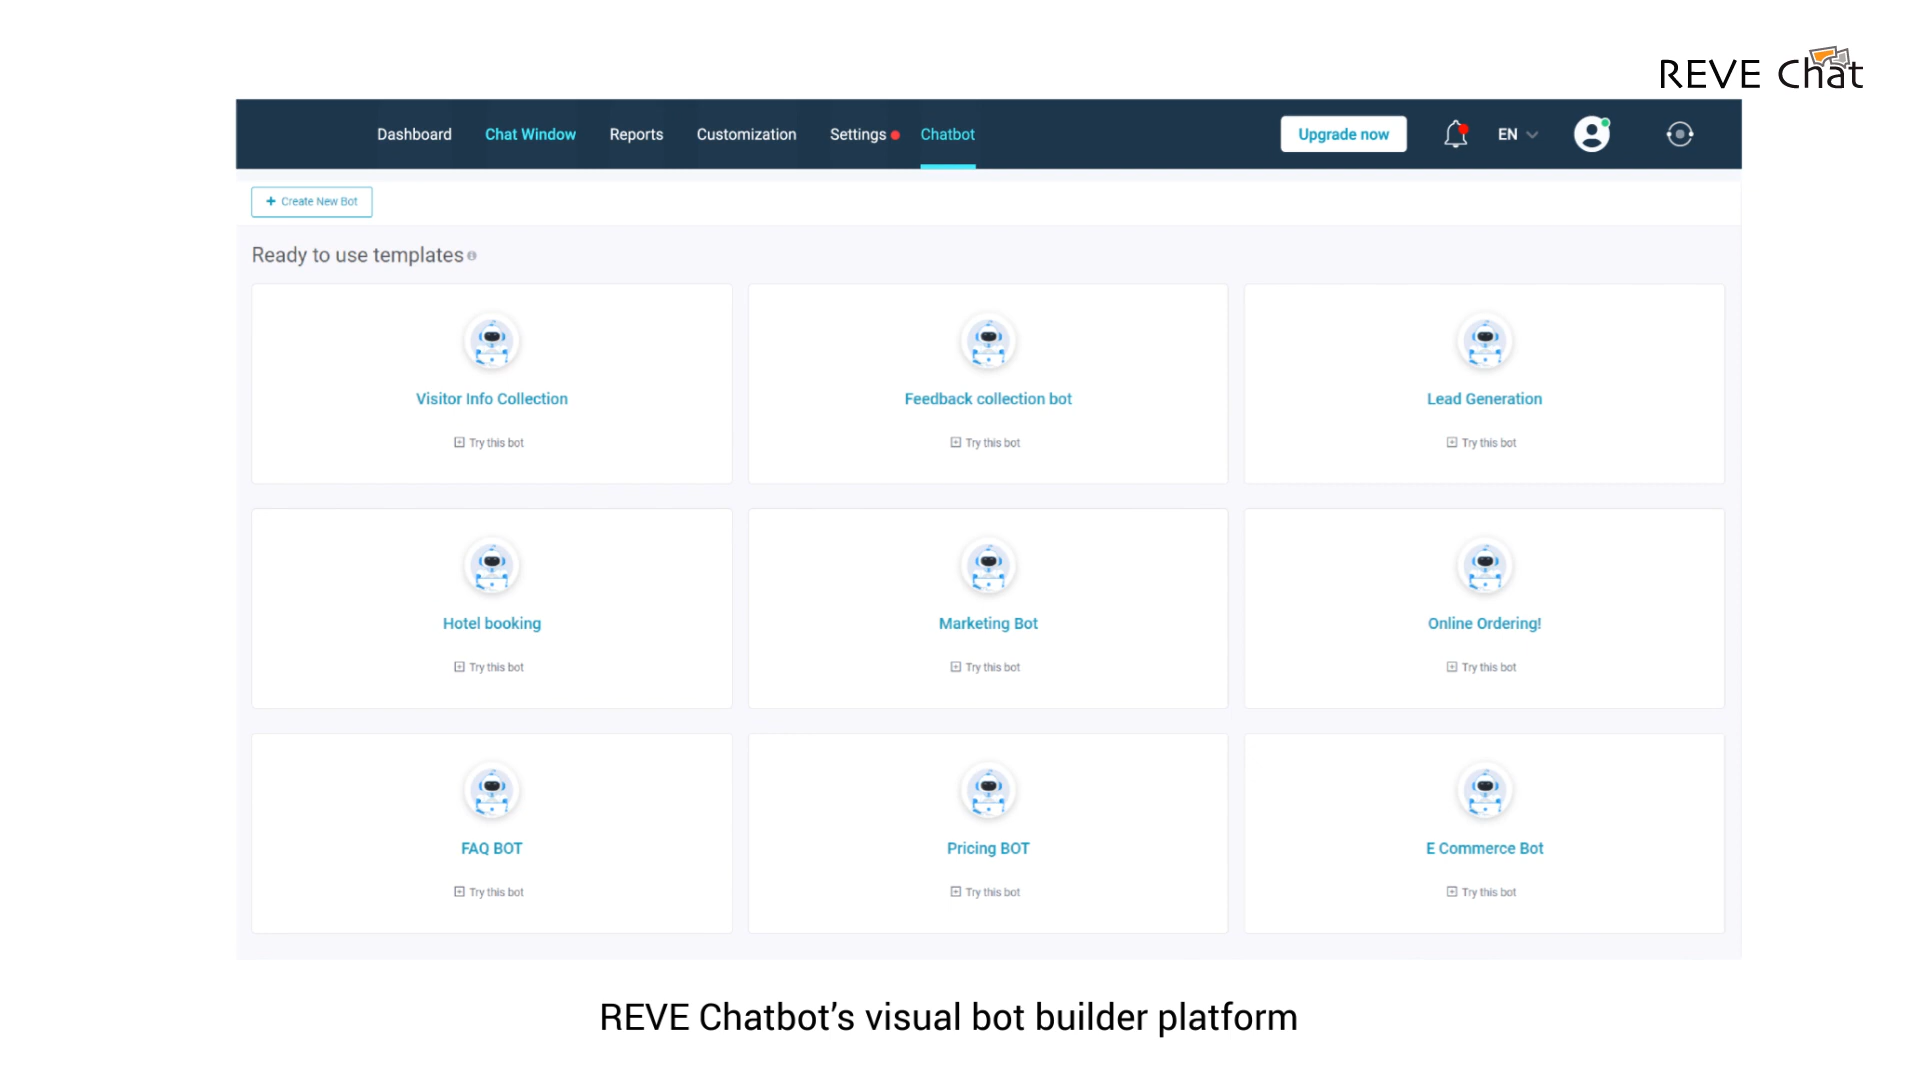 REVE Chat
Dashboard Chat Window Reports Customization Settings Chatbot Upgrade now EN
+ Create New Bot
Ready to use templates
Visitor Info Collection Feedback collection bot Lead Generation
Try this bot Try this bot Try this bot
Hotel booking Marketing Bot Online Ordering!
Try this bot Try this bot Try this bot
FAQ BOT Pricing BOT E Commerce Bot
Try this bot Try this bot Try this bot
REVE Chatbot's visual bot builder platform